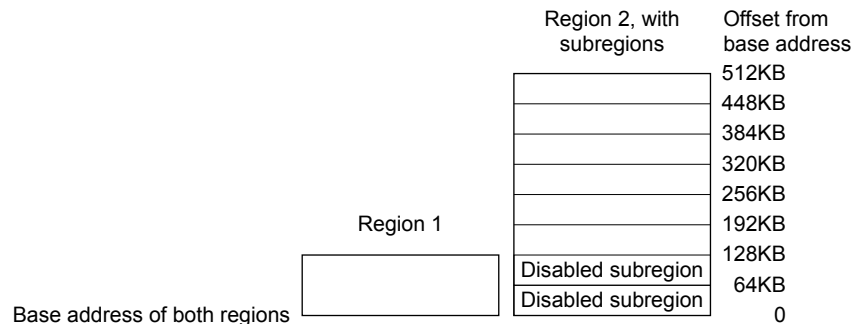 Region 2, with
subregions
Offset from
base address
512KB
448KB
384KB
320KB
256KB
Region 1
192KB
128KB
Disabled subregion
64KB
Disabled subregion
Base address of both regions
0